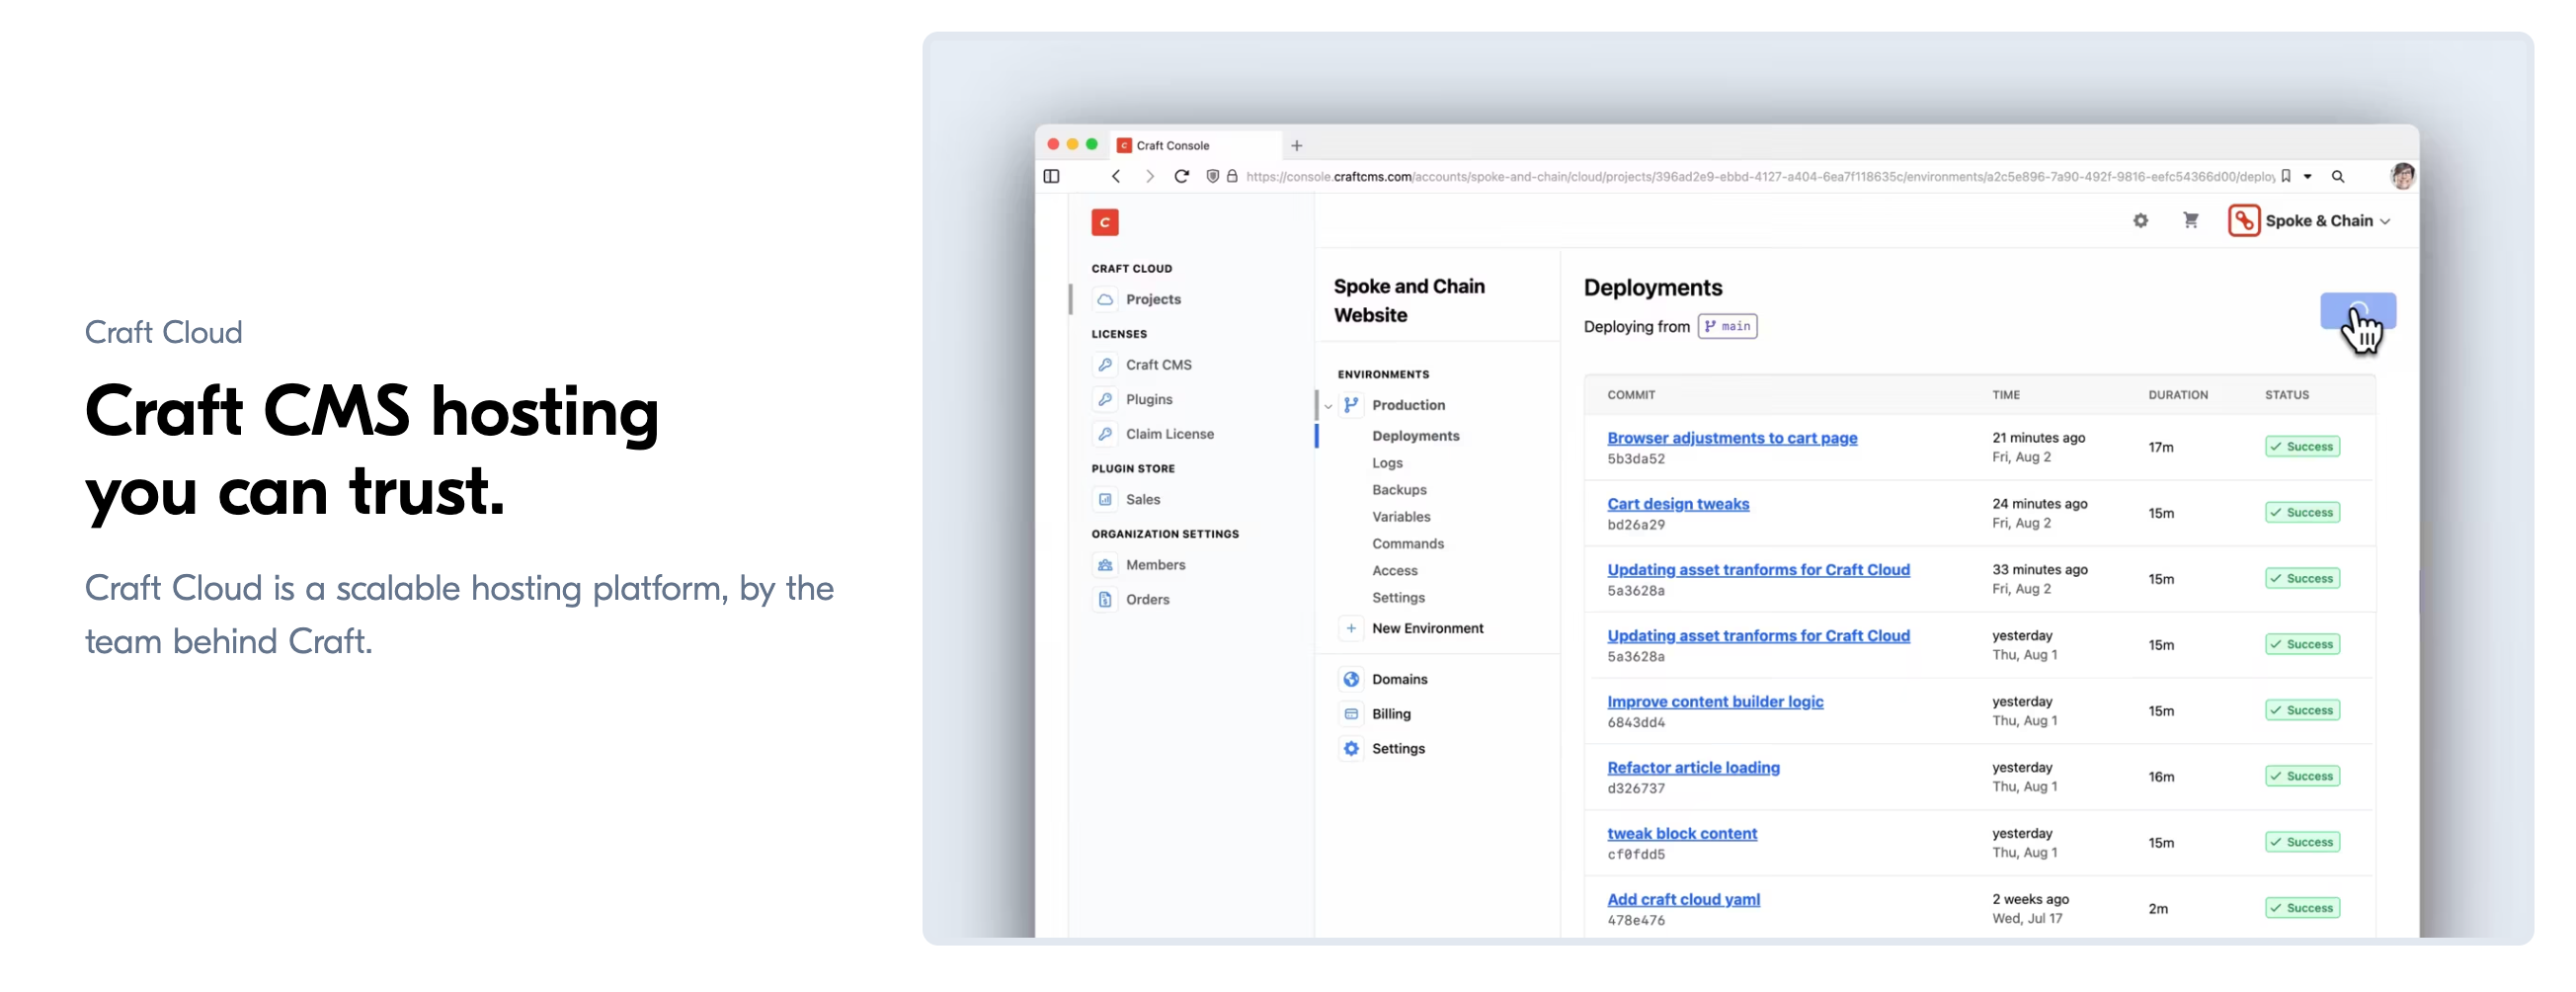 Craft Cloud
Craft CMS hosting
you can trust.
Craft Cloud is a scalable hosting platform, by the
team behind Craft.
Craft Console
https://console.craftcms.com/accounts/spoke-and-chain/cloud/projects/396ad2e9-ebbd-4127-a404-6ea7f118635c/environments/a2c5e896-7a90-492f-9816-eefc54366d00/deploy
Spoke & Chain
CRAFT CLOUD
Projects
LICENSES
Craft CMS
Plugins
Claim License
PLUGIN STORE
Sales
ORGANIZATION SETTINGS
Members
Orders
Spoke and Chain
Website
ENVIRONMENTS
Production
Deployments
Logs
Backups
Variables
Commands
Access
Settings
New Environment
Domains
Billing
Settings
Deployments
Deploying from main
COMMIT TIME DURATION STATUS
Browser adjustments to cart page 21 minutes ago 17m Success
5b3da52 Fri, Aug 2
Cart design tweaks 24 minutes ago 15m Success
bd26a29 Fri, Aug 2
Updating asset tranforms for Craft Cloud 33 minutes ago 15m Success
5a3628a Fri, Aug 2
Updating asset tranforms for Craft Cloud yesterday 15m Success
5a3628a Thu, Aug 1
Improve content builder logic yesterday 15m Success
6843dd4 Thu, Aug 1
Refactor article loading yesterday 16m Success
d326737 Thu, Aug 1
tweak block content yesterday 15m Success
cf0fdd5 Thu, Aug 1
Add craft cloud yaml 2 weeks ago 2m Success
478e476 Wed, Jul 17